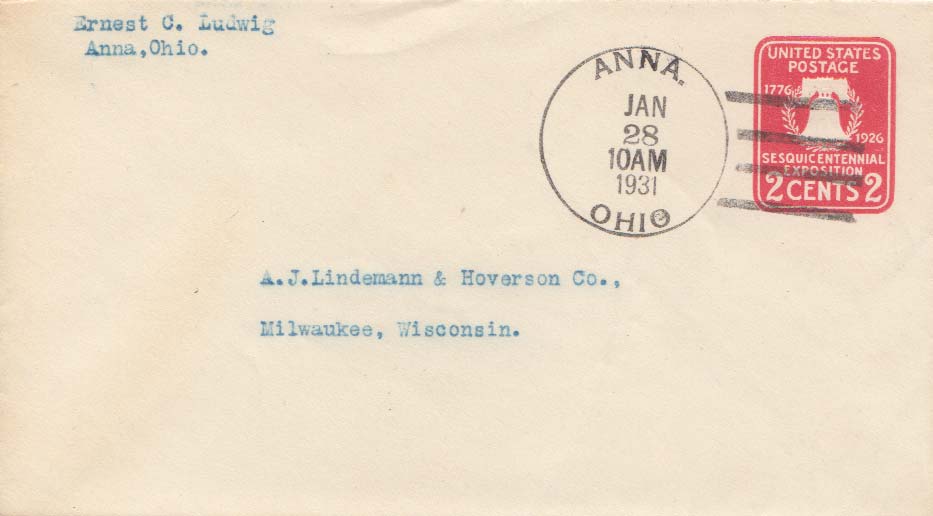 Ernest C. Ludwig
Anna,Ohio.
ANNA.
JAN
28
10AM
1931
OHIO
UNITED STATES
POSTAGE
1776
1926
SESQUICENTENNIAL
EXPOSITION
2 CENTS 2
A.J.Lindemann & Hoverson Co.,
Milwaukee, Wisconsin.